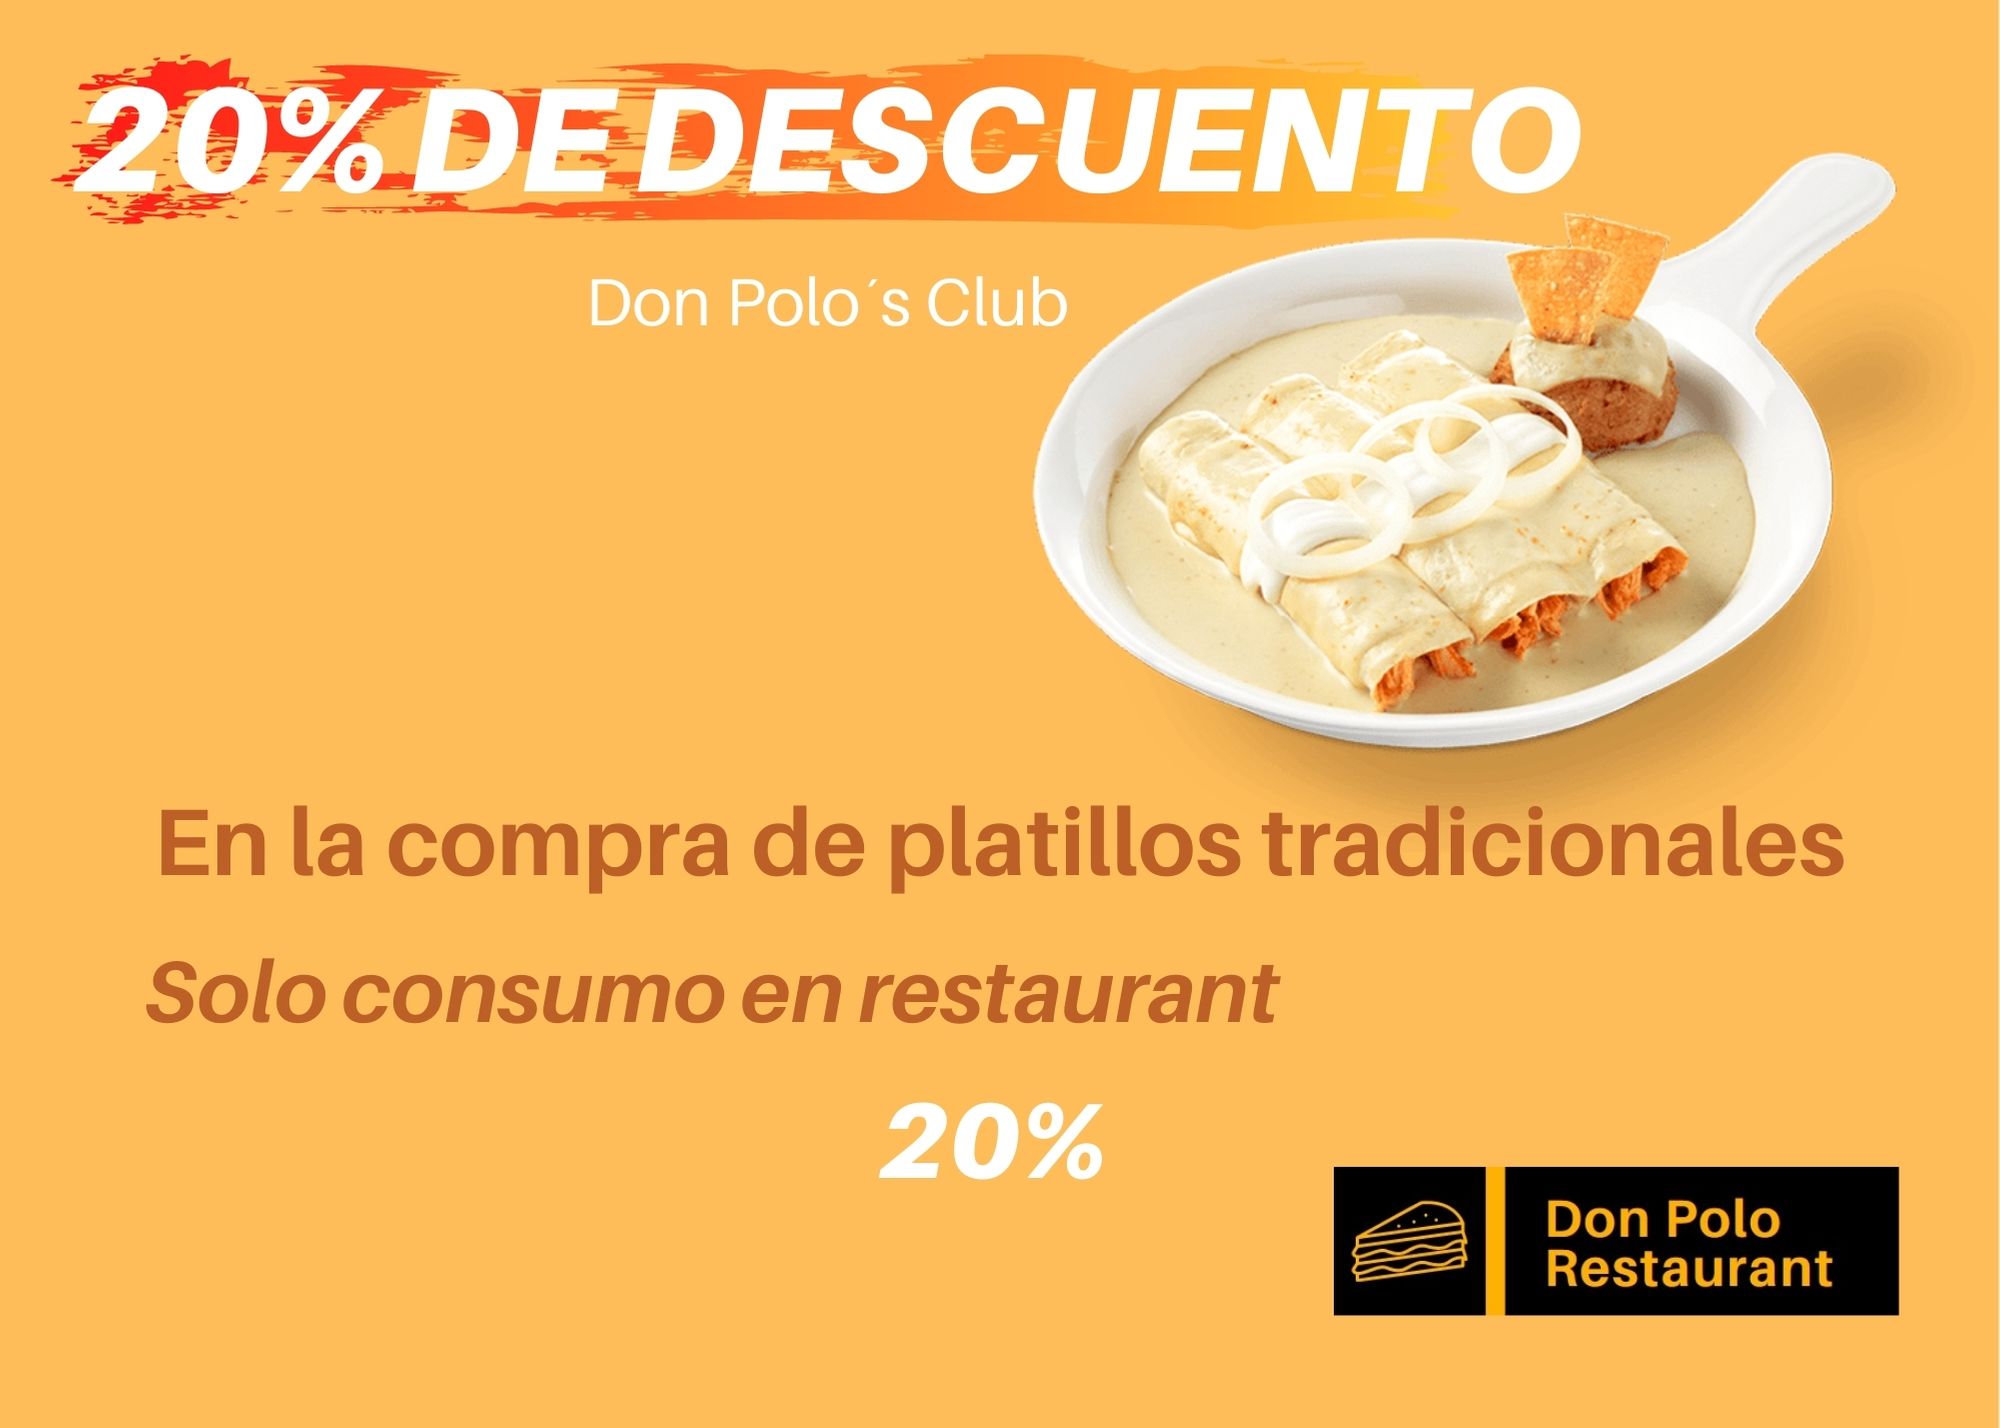 20% DE DESCUENTO
Don Polo´s Club
En la compra de platillos tradicionales
Solo consumo en restaurant
20%
Don Polo
Restaurant